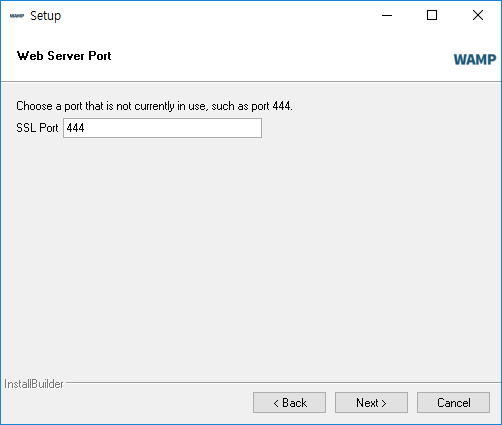 WAMP Setup
Web Server Port
WAMP
Choose a port that is not currently in use, such as port 444.
SSL Port 444
InstallBuilder
< Back Next > Cancel